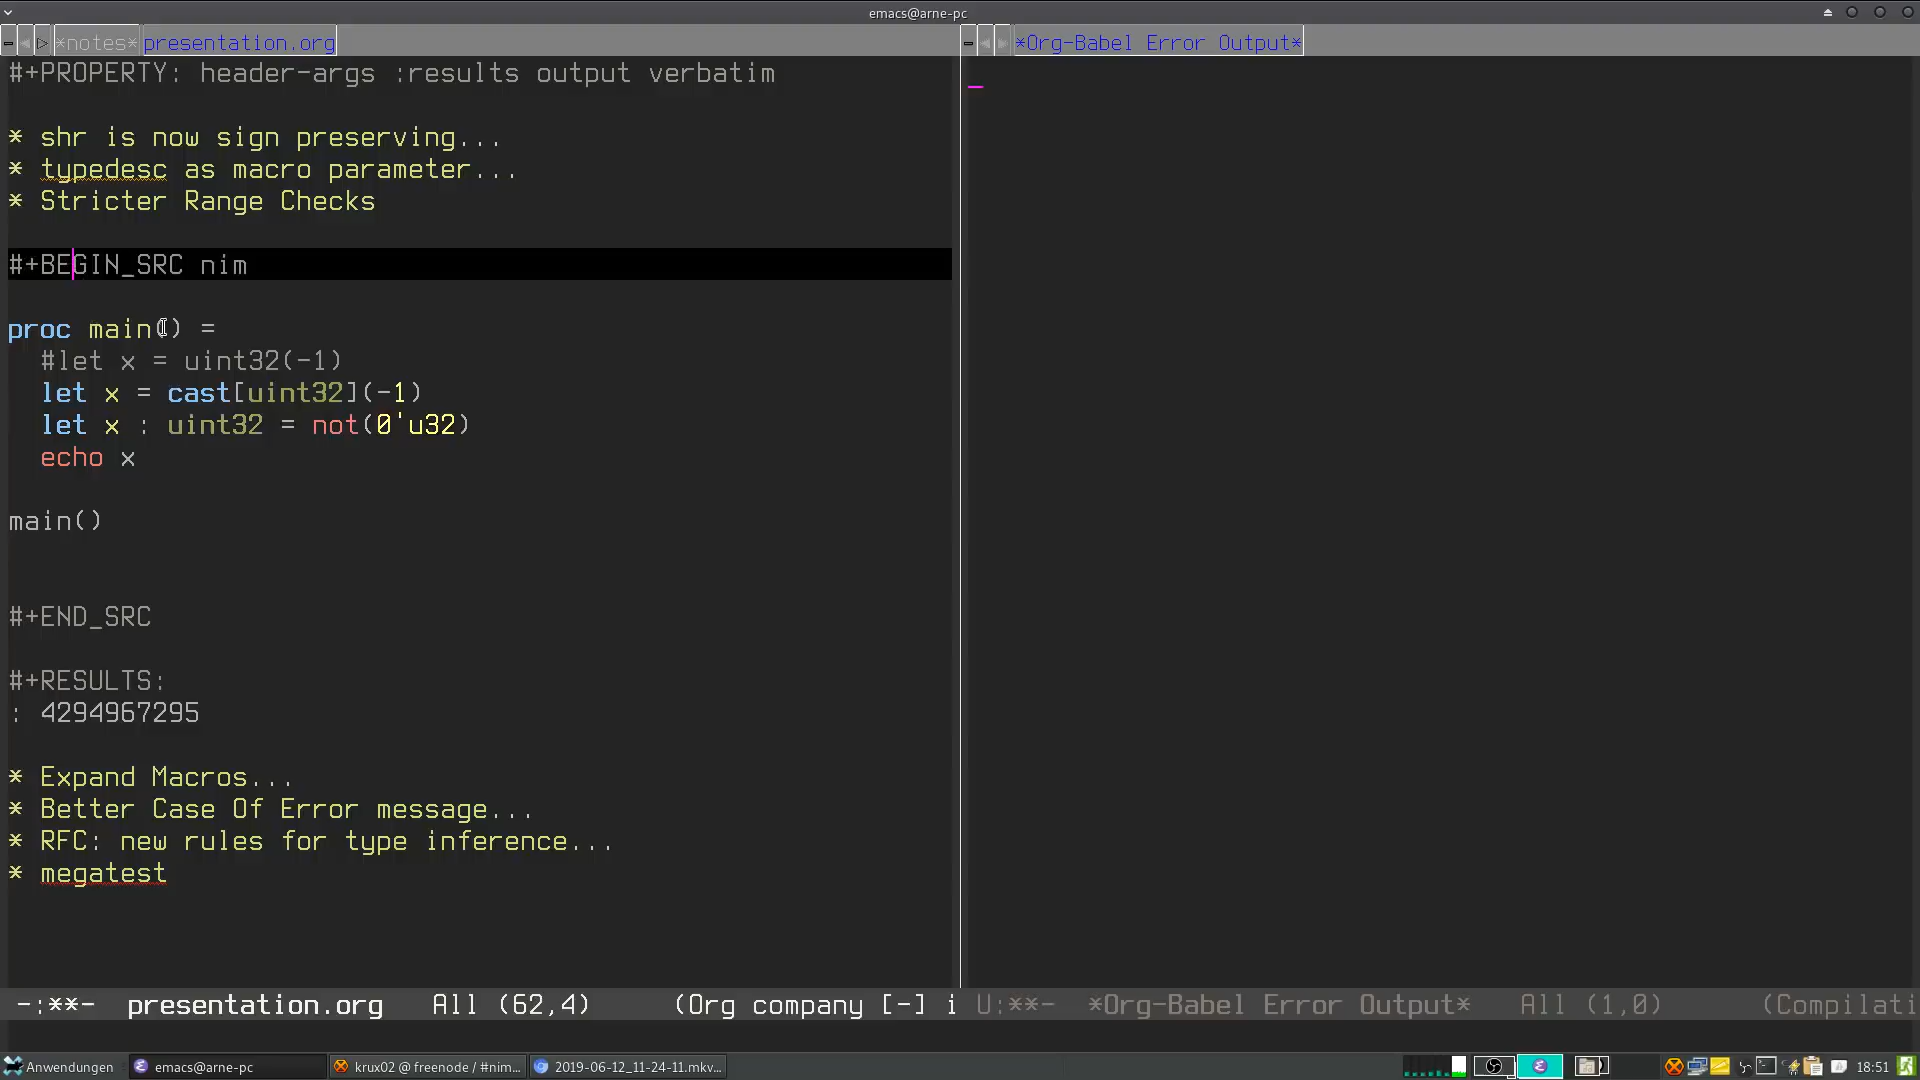 emacs@arne-pc
*notes* presentation.org
*Org-Babel Error Output*
#+PROPERTY: header-args :results output verbatim
* shr is now sign preserving...
* typedesc as macro parameter...
* Stricter Range Checks
#+BEGIN_SRC nim
proc main() =
#let x = uint32(-1)
let x = cast[uint32](-1)
let x : uint32 = not(0'u32)
echo x
main()
#+END_SRC
#+RESULTS:
: 4294967295
* Expand Macros...
* Better Case Of Error message...
* RFC: new rules for type inference...
* megatest
-:**- presentation.org All (62,4) (Org company [-] i
U:**- *Org-Babel Error Output* All (1,0) (Compilati
Anwendungen
emacs@arne-pc
krux02 @ freenode / #nim...
2019-06-12_11-24-11.mkv...
18:51